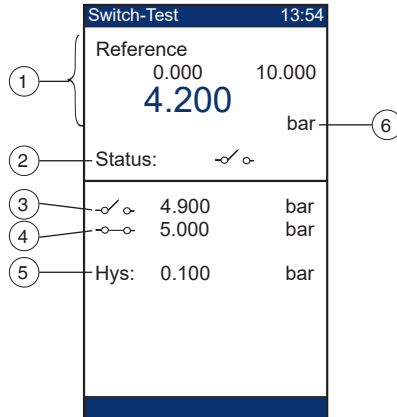 Switch-Test 13:54
Reference
0.000 10.000
4.200
bar
Status:
4.900 bar
5.000 bar
Hys: 0.100 bar
1
2
3
4
5
6